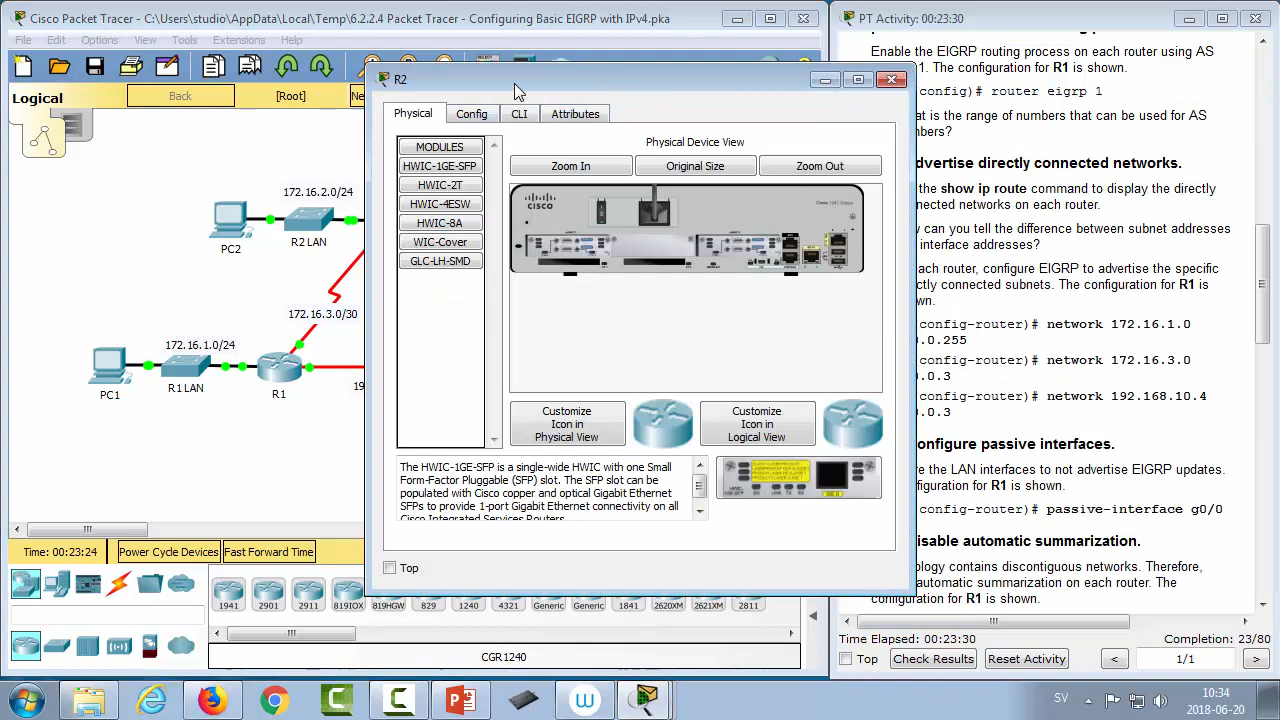 Cisco Packet Tracer - C:\Users\studio\AppData\Local\Temp\6.2.2.4 Packet Tracer - Configuring Basic EIGRP with IPv4.pka
File Edit Options View Tools Extensions Help
Logical
Back
[Root]
Ne
172.16.2.0/24
PC2
R2 LAN
172.16.3.0/30
172.16.1.0/24
PC1
R1 LAN
R1
19
Time: 00:23:24
Power Cycle Devices
Fast Forward Time
1941 2901 2911 819IOX 819HGW 829 1240 4321 Generic Generic 1841 2620XM 2621XM 2811
CGR1240
R2
Physical Config CLI Attributes
MODULES
HWIC-1GE-SFP
HWIC-2T
HWIC-4ESW
HWIC-8A
WIC-Cover
GLC-LH-SMD
Physical Device View
Zoom In
Original Size
Zoom Out
CISCO
Cisco 1941 Series
Customize
Icon in
Physical View
Customize
Icon in
Logical View
The HWIC-1GE-SFP is a single-wide HWIC with one Small
Form-Factor Pluggable (SFP) slot. The SFP slot can be
populated with Cisco copper and optical Gigabit Ethernet
SFPs to provide 1-port Gigabit Ethernet connectivity on all
Cisco Integrated Services Routers.
Top
PT Activity: 00:23:30
Enable the EIGRP routing process on each router using AS
1. The configuration for R1 is shown.
config)# router eigrp 1
at is the range of numbers that can be used for AS
mbers?
dvertise directly connected networks.
the show ip route command to display the directly
nected networks on each router.
w can you tell the difference between subnet addresses
interface addresses?
ach router, configure EIGRP to advertise the specific
ctly connected subnets. The configuration for R1 is
wn.
config-router)# network 172.16.1.0
.0.255
config-router)# network 172.16.3.0
.0.3
config-router)# network 192.168.10.4
.0.3
onfigure passive interfaces.
re the LAN interfaces to not advertise EIGRP updates.
figuration for R1 is shown.
config-router)# passive-interface g0/0
isable automatic summarization.
ology contains discontiguous networks. Therefore,
automatic summarization on each router. The
configuration for R1 is shown.
Time Elapsed: 00:23:30
Completion: 23/80
Top
Check Results
Reset Activity
<
1/1
>
SV
10:34
2018-06-20